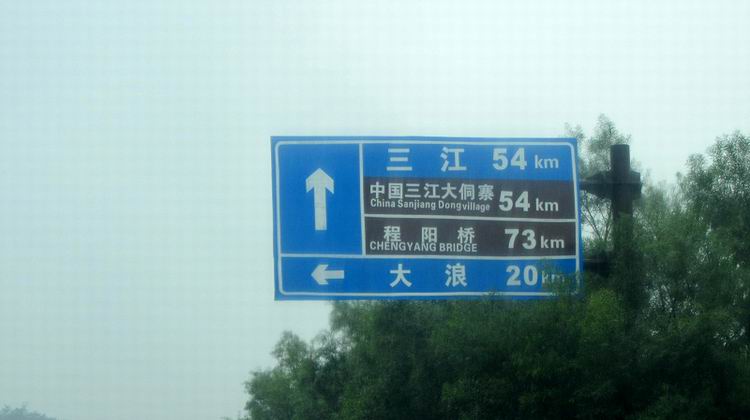 三江 54 km
中国三江大侗寨 54 km
China Sanjiang Dongvillage
程阳桥 73 km
CHENGYANG BRIDGE
大浪 20km